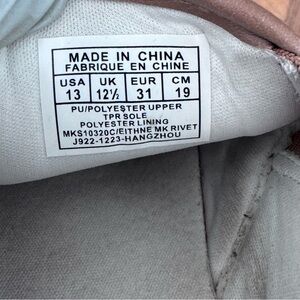 MADE IN CHINA
FABRIQUE EN CHINE
USA UK EUR CM
13 12½ 31 19
PU/POLYESTER UPPER
TPR SOLE
POLYESTER LINING
MKS10320C/EITHNE MK RIVET
J922-1223-HANGZHOU